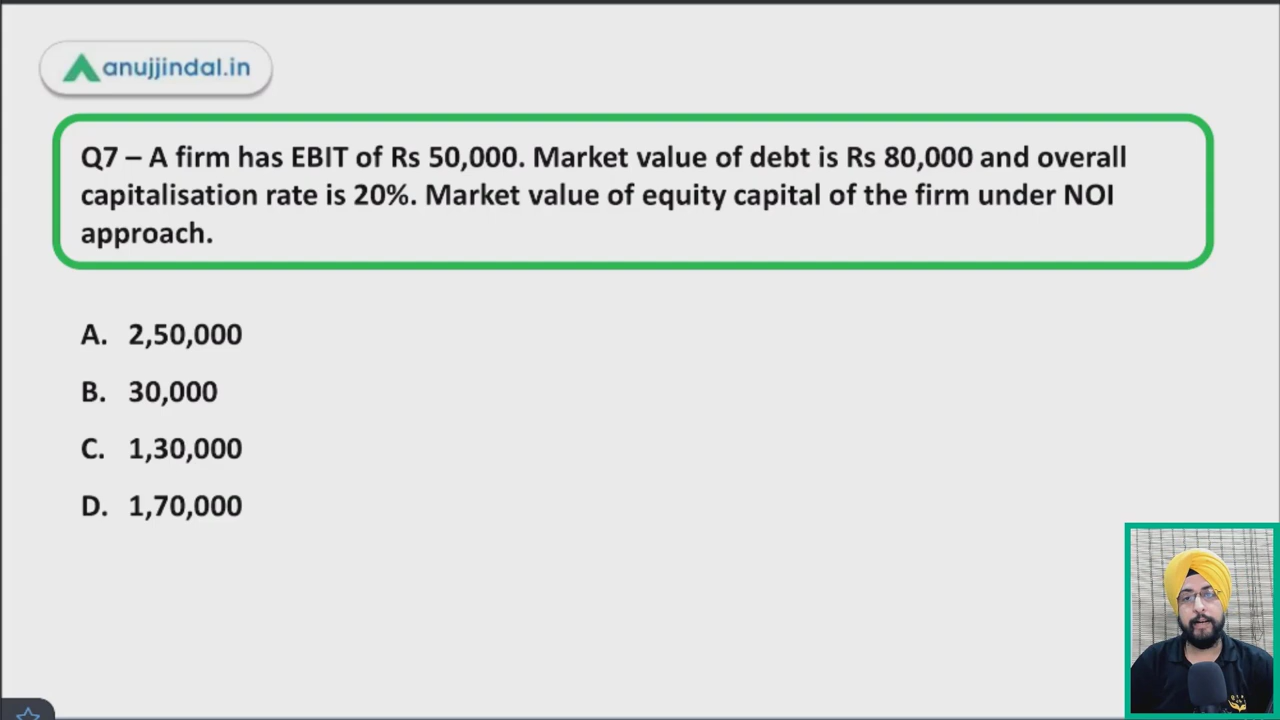 anujjindal.in
Q7 – A firm has EBIT of Rs 50,000. Market value of debt is Rs 80,000 and overall
capitalisation rate is 20%. Market value of equity capital of the firm under NOI
approach.
A. 2,50,000
B. 30,000
C. 1,30,000
D. 1,70,000